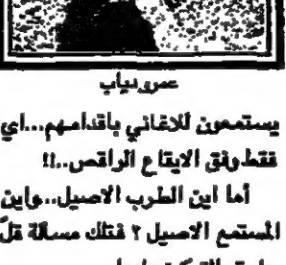 عمرو دياب
يستمعون للاغاني بأقدامهم...اي
فقط وفق الايقاع الراقص..!!
أما اين الطرب الاصيل..واين
المستمع الاصيل ؟ فتلك مسالة قلّ